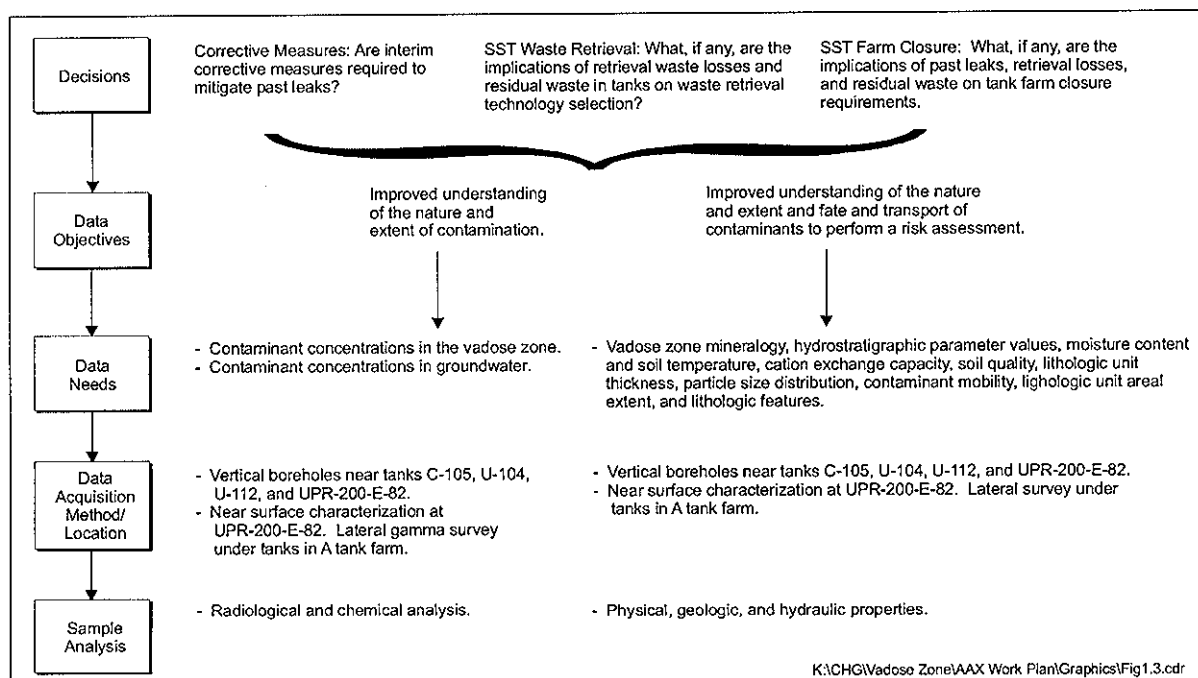 Decisions
Corrective Measures: Are interim
corrective measures required to
mitigate past leaks?
SST Waste Retrieval: What, if any, are the
implications of retrieval waste losses and
residual waste in tanks on waste retrieval
technology selection?
SST Farm Closure: What, if any, are the
implications of past leaks, retrieval losses,
and residual waste on tank farm closure
requirements.
Data
Objectives
Improved understanding
of the nature and
extent of contamination.
Improved understanding of the nature
and extent and fate and transport of
contaminants to perform a risk assessment.
Data
Needs
- Contaminant concentrations in the vadose zone.
- Contaminant concentrations in groundwater.
- Vadose zone mineralogy, hydrostratigraphic parameter values, moisture content
and soil temperature, cation exchange capacity, soil quality, lithologic unit
thickness, particle size distribution, contaminant mobility, lighologic unit areal
extent, and lithologic features.
Data
Acquisition
Method/
Location
- Vertical boreholes near tanks C-105, U-104,
U-112, and UPR-200-E-82.
- Near surface characterization at
UPR-200-E-82. Lateral gamma survey
under tanks in A tank farm.
- Vertical boreholes near tanks C-105, U-104, U-112, and UPR-200-E-82.
- Near surface characterization at UPR-200-E-82. Lateral survey under
tanks in A tank farm.
Sample
Analysis
- Radiological and chemical analysis.
- Physical, geologic, and hydraulic properties.
K:\CHG\Vadose Zone\AAX Work Plan\Graphics\Fig1.3.cdr